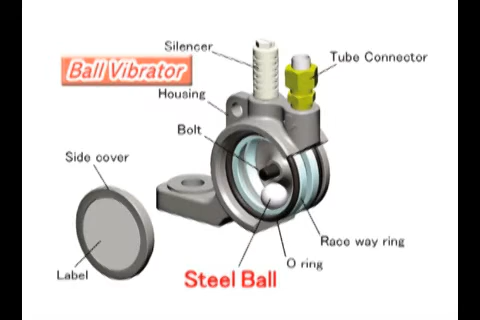 Silencer
Ball Vibrator
Tube Connector
Housing
Bolt
Side cover
Race way ring
O ring
Label
Steel Ball